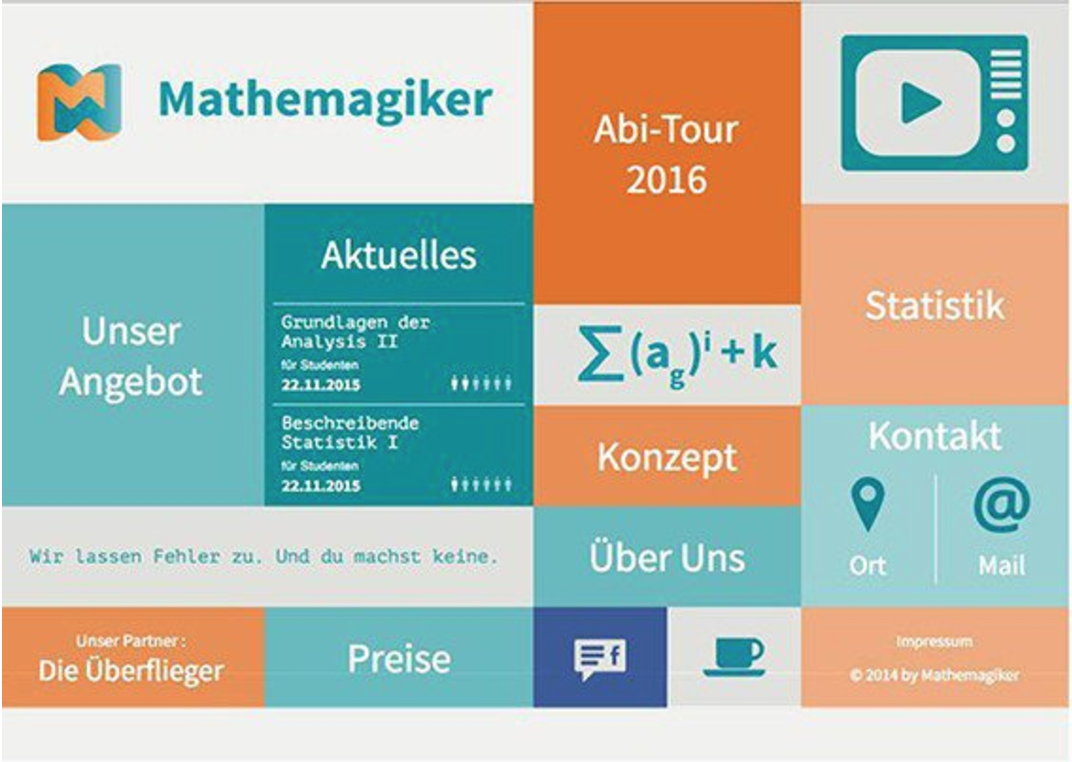 Mathemagiker
Abi-Tour
2016
Unser
Angebot
Aktuelles
Grundlagen der
Analysis II
für Studenten
22.11.2015
Beschreibende
Statistik I
für Studenten
22.11.2015
∑(a_g)^i + k
Statistik
Konzept
Kontakt
@
Ort
Mail
Wir lassen Fehler zu. Und du machst keine.
Über Uns
Unser Partner :
Die Überflieger
Preise
f
Impressum
© 2014 by Mathemagiker